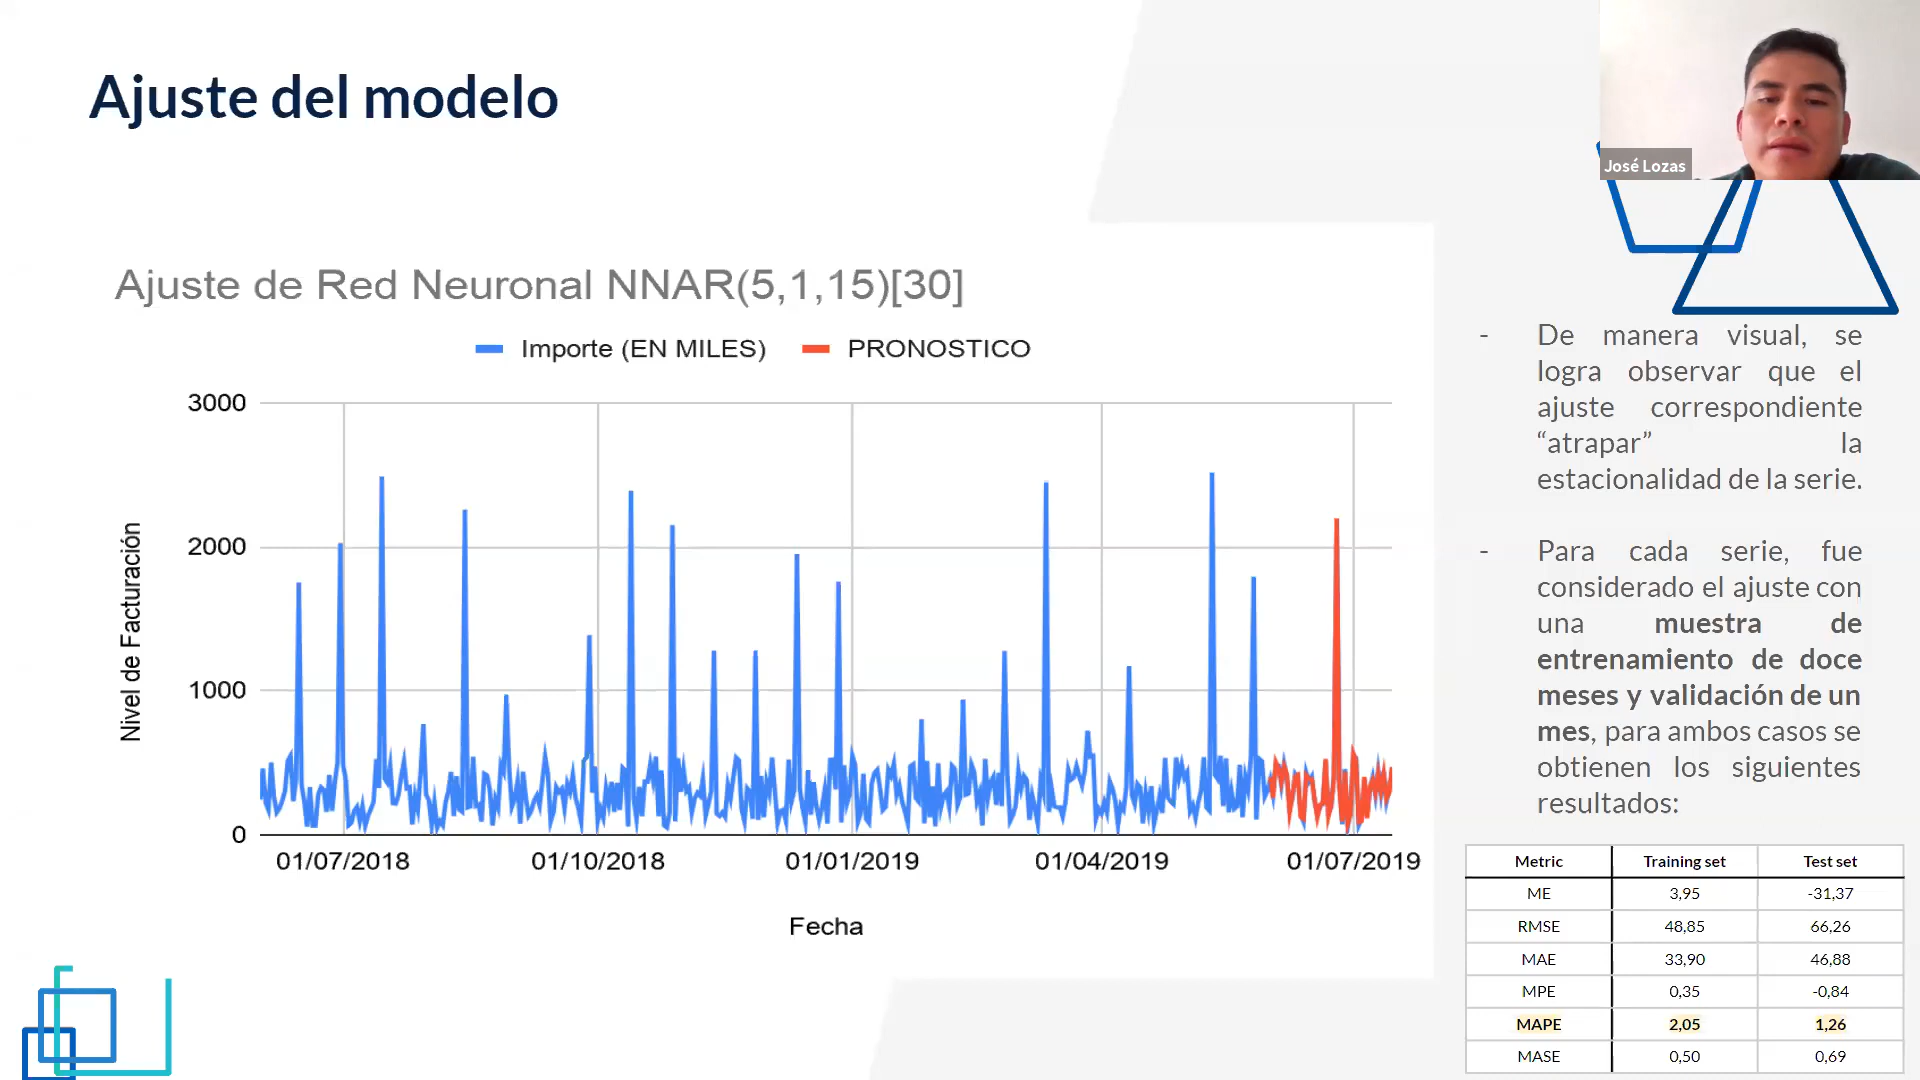 Ajuste del modelo
José Lozas
Ajuste de Red Neuronal NNAR(5,1,15)[30]
Importe (EN MILES) PRONOSTICO
Nivel de Facturación
3000
2000
1000
0
01/07/2018 01/10/2018 01/01/2019 01/04/2019 01/07/2019
Fecha
- De manera visual, se
logra observar que el
ajuste correspondiente
“atrapar” la
estacionalidad de la serie.
- Para cada serie, fue
considerado el ajuste con
una muestra de
entrenamiento de doce
meses y validación de un
mes, para ambos casos se
obtienen los siguientes
resultados:
Metric Training set Test set
ME 3,95 -31,37
RMSE 48,85 66,26
MAE 33,90 46,88
MPE 0,35 -0,84
MAPE 2,05 1,26
MASE 0,50 0,69